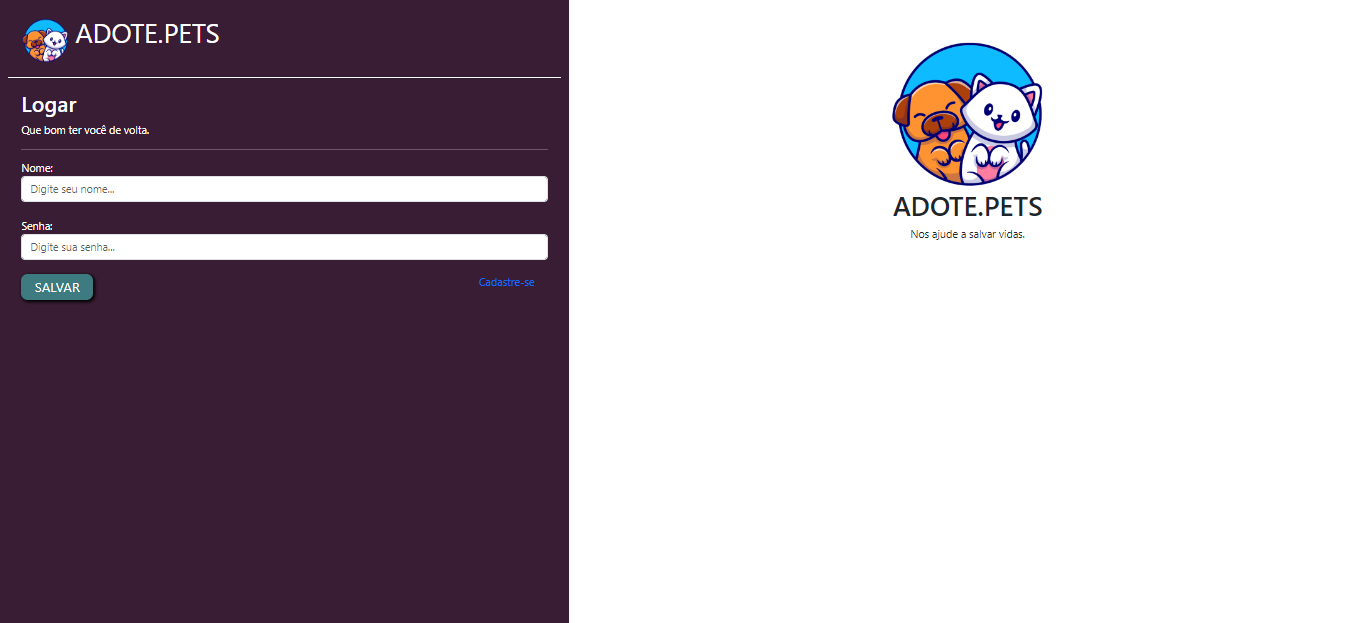 ADOTE.PETS
Logar
Que bom ter você de volta.
Nome:
Digite seu nome...
Senha:
Digite sua senha...
SALVAR
Cadastre-se
ADOTE.PETS
Nos ajude a salvar vidas.